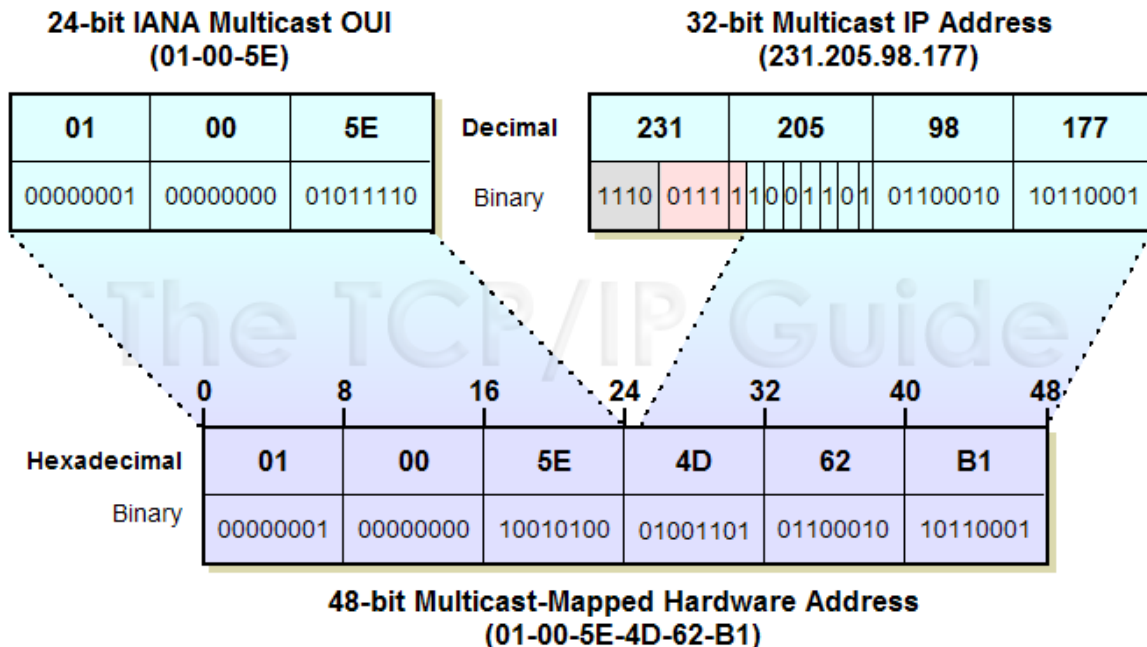 24-bit IANA Multicast OUI
(01-00-5E)
32-bit Multicast IP Address
(231.205.98.177)
01 00 5E
Decimal
231 205 98 177
00000001 00000000 01011110
Binary
1110 0111 1 1 0 0 1 1 0 1 01100010 10110001
The TCP/IP Guide
0 8 16 24 32 40 48
Hexadecimal
01 00 5E 4D 62 B1
Binary
00000001 00000000 10010100 01001101 01100010 10110001
48-bit Multicast-Mapped Hardware Address
(01-00-5E-4D-62-B1)